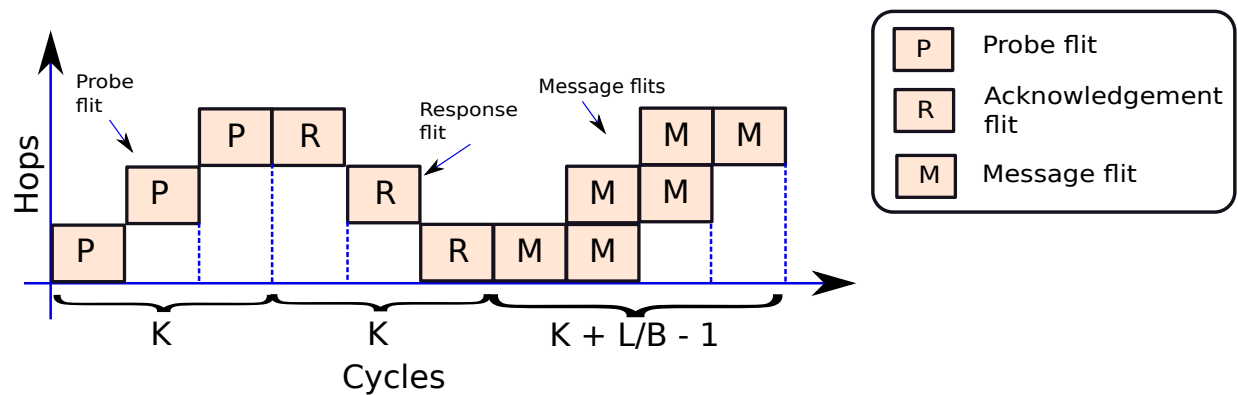 Probe
flit
Response
flit
Message flits
Hops
P
R
M
M
P
R
M
M
P
R
M
M
K
K
K + L/B - 1
Cycles
P
Probe flit
R
Acknowledgement
flit
M
Message flit